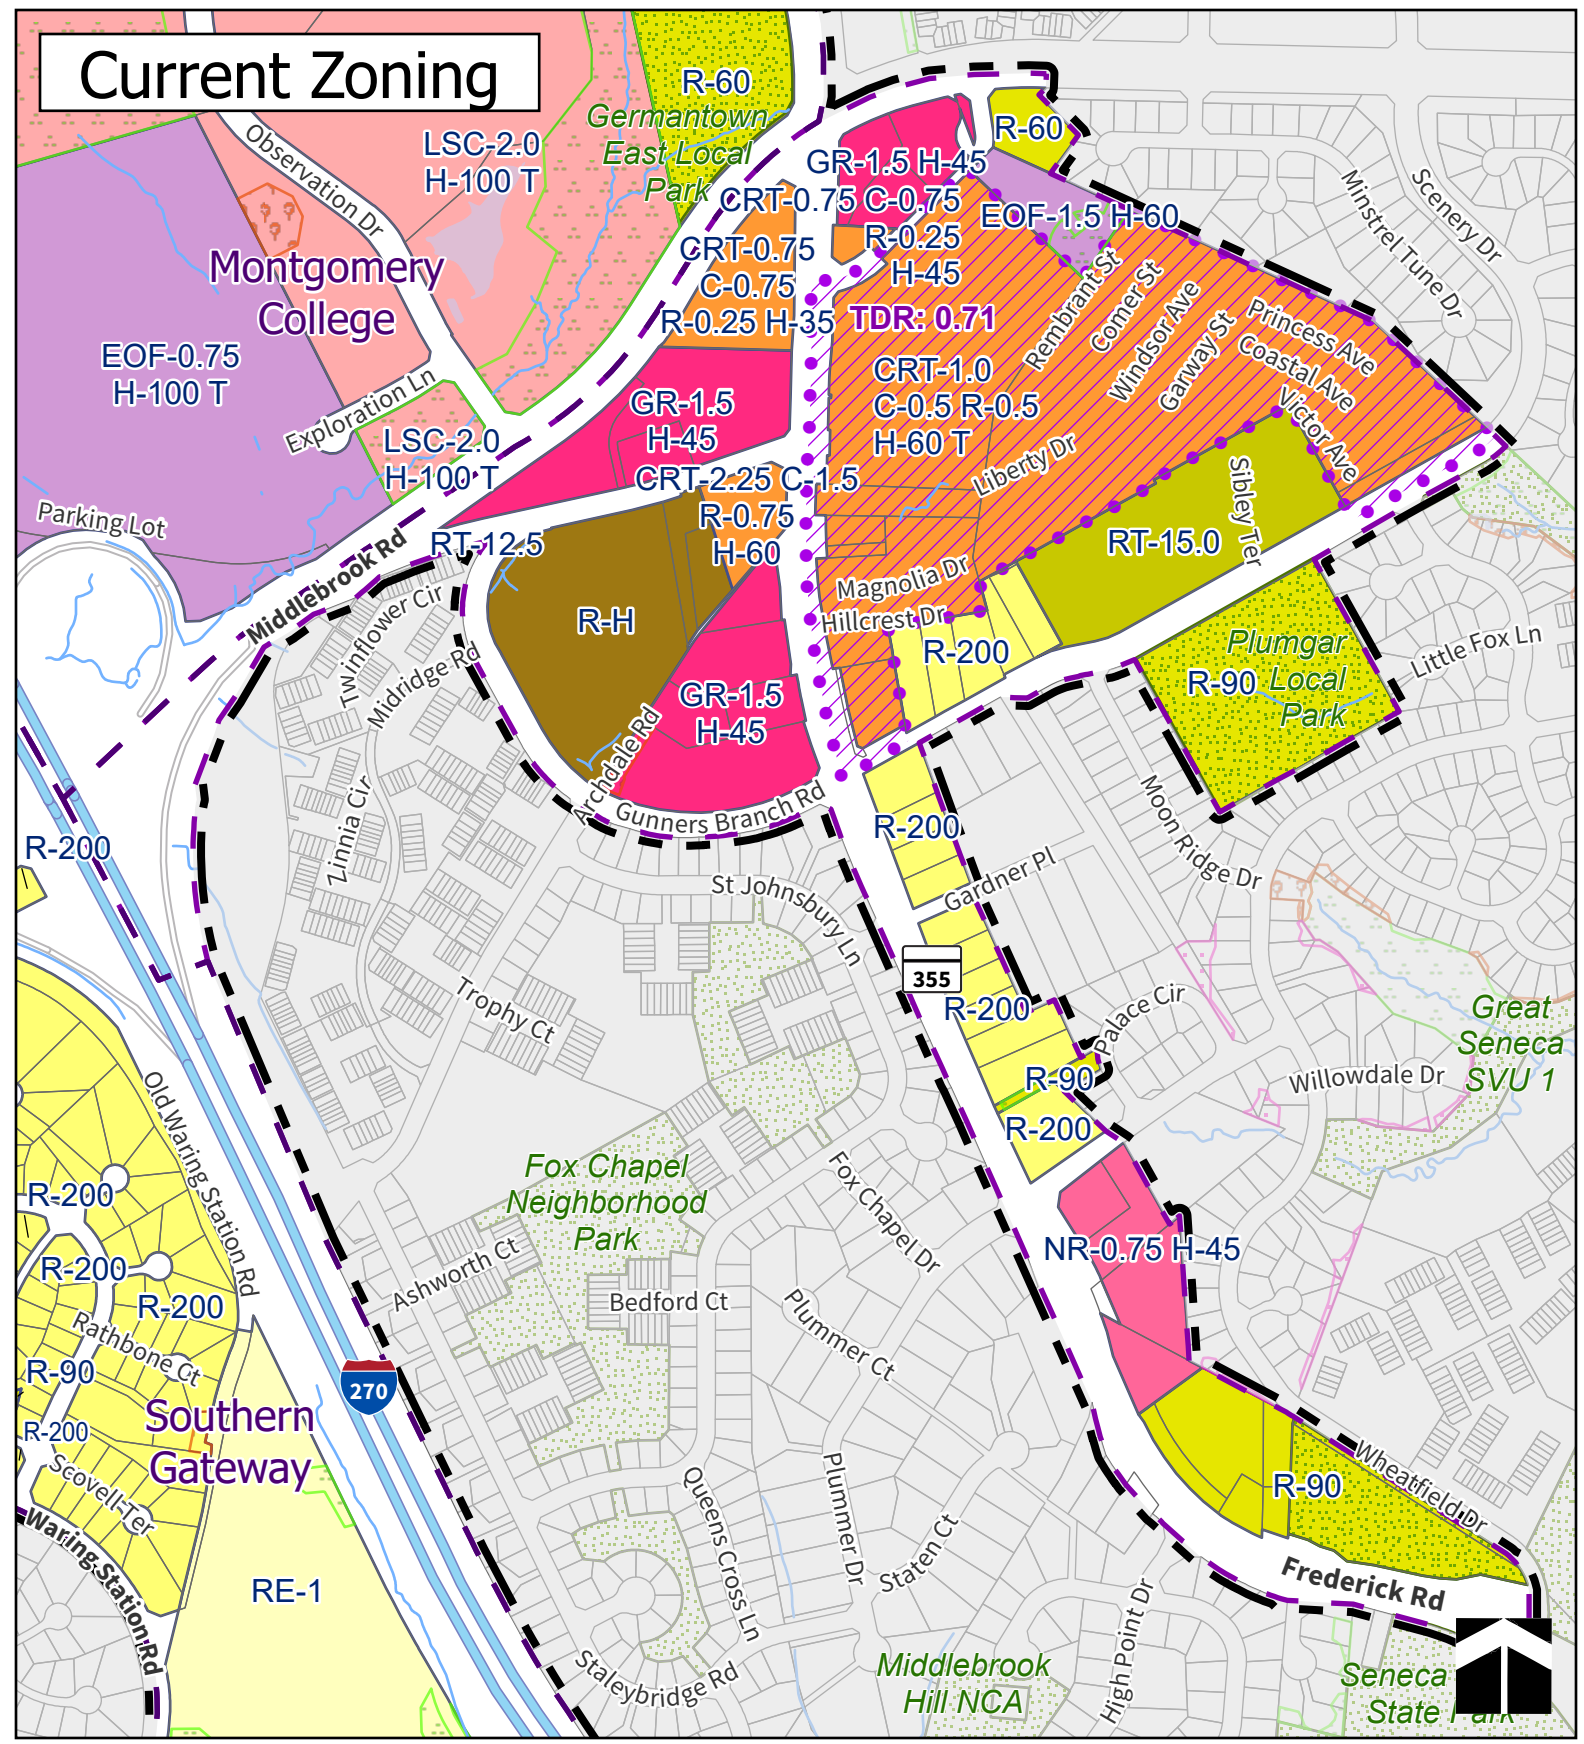 Current Zoning
R-60
Germantown
East Local
Park
Observation Dr
LSC-2.0
H-100 T
R-60
GR-1.5 H-45
CRT-0.75 C-0.75
R-0.25
H-45
EOF-1.5 H-60
Minstrel Tune Dr
Scenery Dr
Montgomery
College
CRT-0.75
C-0.75
R-0.25 H-35
TDR: 0.71
Rembrant St
Comer St
Windsor Ave
Garway St
Princess Ave
Coastal Ave
Victor Ave
EOF-0.75
H-100 T
Exploration Ln
CRT-1.0
C-0.5 R-0.5
H-60 T
GR-1.5
H-45
LSC-2.0
H-100 T
Liberty Dr
CRT-2.25 C-1.5
R-0.75
H-60
Sibley Ter
Parking Lot
RT-12.5
RT-15.0
Middlebrook Rd
Magnolia Dr
Hillcrest Dr
R-H
R-200
Twinflower Cir
Midridge Rd
Plumgar
Local
Park
R-90
Little Fox Ln
GR-1.5
H-45
Archdale Rd
Gunners Branch Rd
Zinnia Cir
R-200
R-200
Moon Ridge Dr
Gardner Pl
St Johnsbury Ln
355
R-200
Trophy Ct
Palace Cir
Great
Seneca
SVU 1
R-90
Willowdale Dr
R-200
Old Waring Station Rd
Fox Chapel
Neighborhood
Park
Fox Chapel Dr
R-200
NR-0.75 H-45
R-200
Ashworth Ct
R-200
Bedford Ct
Plummer Ct
Rathbone Ct
R-90
270
Southern
Gateway
R-200
Scovell Ter
Waring Station Rd
Queens Cross Ln
Plummer Dr
Staten Ct
R-90
Wheatfield Dr
Frederick Rd
RE-1
High Point Dr
Staleybridge Rd
Middlebrook
Hill NCA
Seneca
State Park